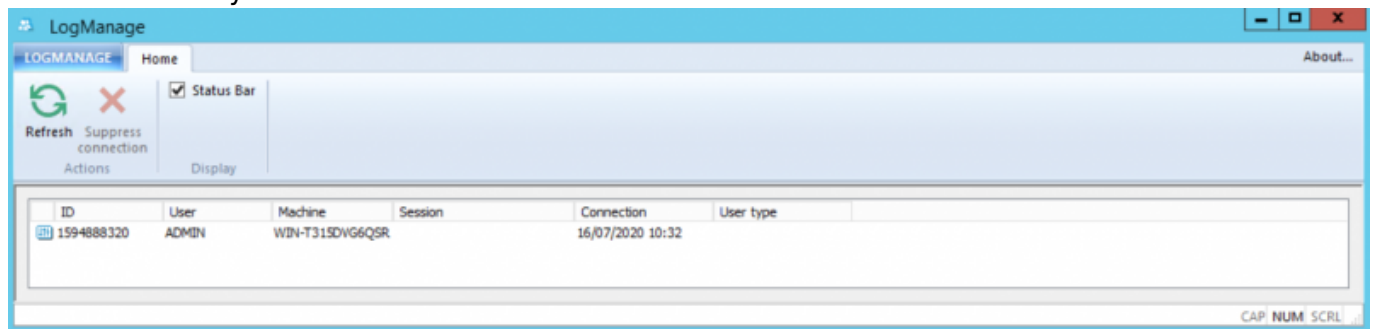 LogManage
LOGMANAGE Home About...
Status Bar
Refresh Suppress connection
Actions Display
ID User Machine Session Connection User type
1594888320 ADMIN WIN-T315DVG6QSR 16/07/2020 10:32
CAP NUM SCRL